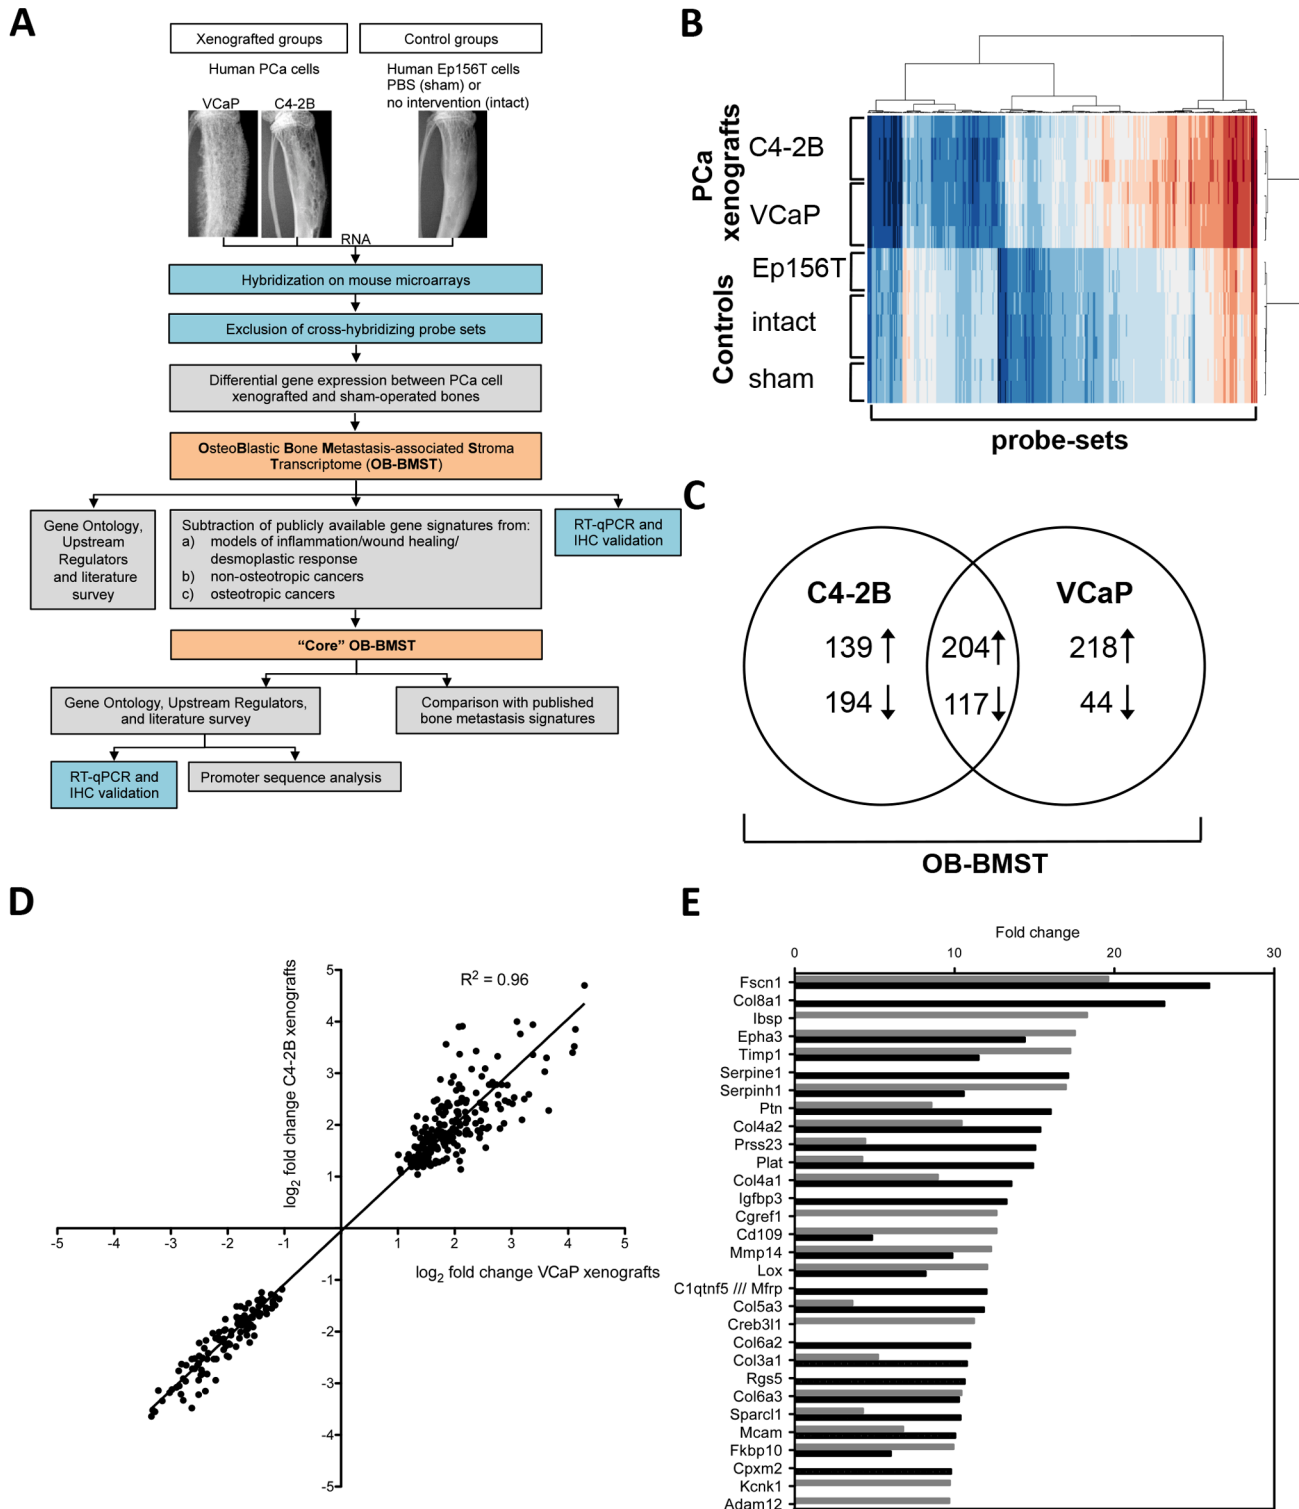 A
Xenografted groups
Control groups
Human PCa cells
Human Ep156T cells
PBS (sham) or
no intervention (intact)
VCaP
C4-2B
RNA
Hybridization on mouse microarrays
Exclusion of cross-hybridizing probe sets
Differential gene expression between PCa cell
xenografted and sham-operated bones
OsteoBlastic Bone Metastasis-associated Stroma
Transcriptome (OB-BMST)
Gene Ontology,
Upstream
Regulators
and literature
survey
Subtraction of publicly available gene signatures from:
a) models of inflammation/wound healing/
desmoplastic response
b) non-osteotropic cancers
c) osteotropic cancers
RT-qPCR and
IHC validation
“Core” OB-BMST
Gene Ontology, Upstream Regulators,
and literature survey
Comparison with published
bone metastasis signatures
RT-qPCR and
IHC validation
Promoter sequence analysis
B
PCa
xenografts
Controls
C4-2B
VCaP
Ep156T
intact
sham
probe-sets
C
C4-2B
VCaP
139↑
204↑
218↑
194↓
117↓
44↓
OB-BMST
D
log2 fold change C4-2B xenografts
R² = 0.96
5
4
3
2
1
-5
-4
-3
-2
-1
1
2
3
4
5
log2 fold change VCaP xenografts
-1
-2
-3
-4
-5
E
Fold change
0
10
20
30
Fscn1
Col8a1
Ibsp
Epha3
Timp1
Serpine1
Serpinh1
Ptn
Col4a2
Prss23
Plat
Col4a1
Igfbp3
Cgref1
Cd109
Mmp14
Lox
C1qtnf5 /// Mfrp
Col5a3
Creb3l1
Col6a2
Col3a1
Rgs5
Col6a3
Sparcl1
Mcam
Fkbp10
Cpxm2
Kcnk1
Adam12